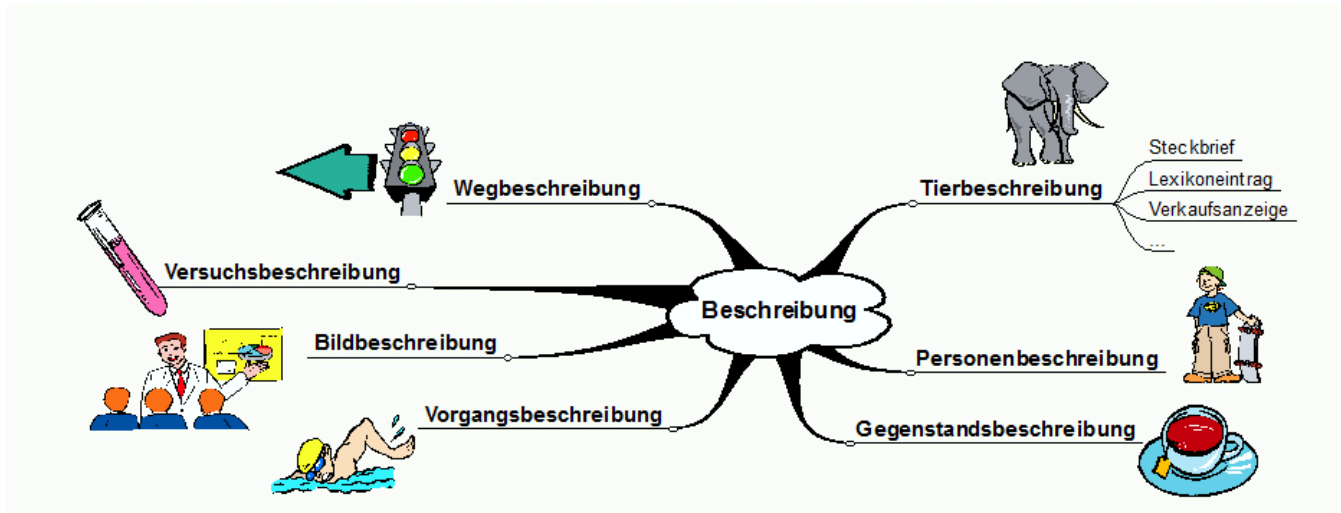 Beschreibung
Tierbeschreibung
Steckbrief
Lexikoneintrag
Verkaufsanzeige
...
Personenbeschreibung
Gegenstandsbeschreibung
Vorgangsbeschreibung
Bildbeschreibung
Versuchsbeschreibung
Wegbeschreibung